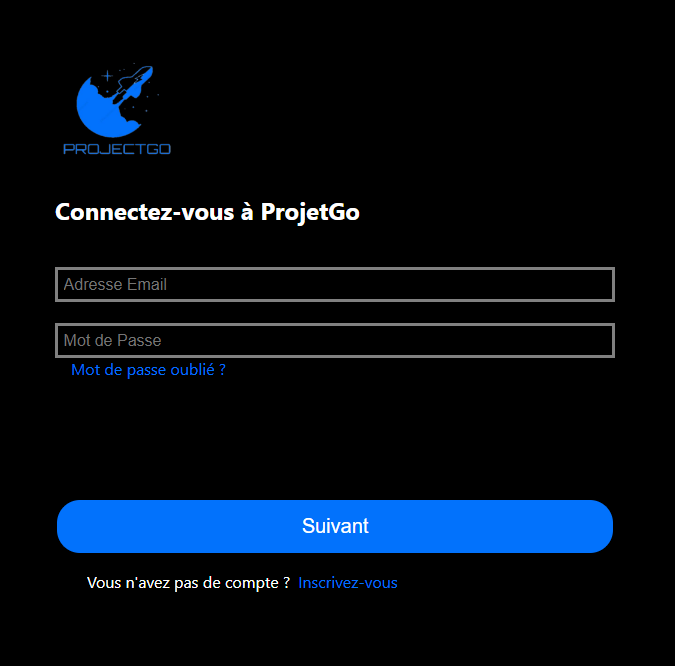 PROJECTGO
Connectez-vous à ProjetGo
Adresse Email
Mot de Passe
Mot de passe oublié ?
Suivant
Vous n'avez pas de compte ? Inscrivez-vous